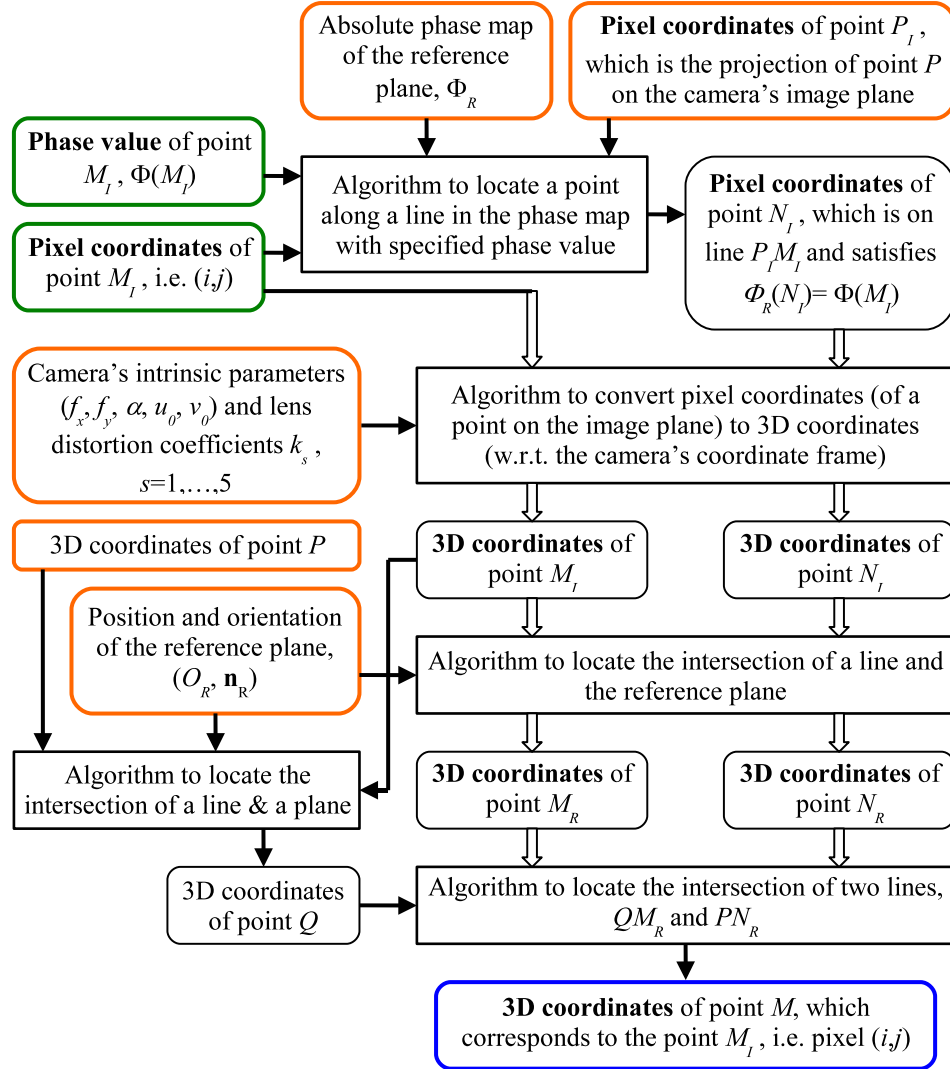 Absolute phase map
of the reference
plane, Φ_R
Pixel coordinates of point P_I ,
which is the projection of point P
on the camera's image plane
Phase value of point
M_I , Φ(M_I)
Algorithm to locate a point
along a line in the phase map
with specified phase value
Pixel coordinates of
point N_I , which is on
line P_I M_I and satisfies
Φ_R(N_I)= Φ(M_I)
Pixel coordinates of
point M_I , i.e. (i,j)
Camera's intrinsic parameters
(f_x, f_y, α, u_0, v_0) and lens
distortion coefficients k_s ,
s=1,…,5
Algorithm to convert pixel coordinates (of a
point on the image plane) to 3D coordinates
(w.r.t. the camera's coordinate frame)
3D coordinates of point P
3D coordinates of
point M_I
3D coordinates of
point N_I
Position and orientation
of the reference plane,
(O_R, n_R)
Algorithm to locate the intersection of a line and
the reference plane
Algorithm to locate the
intersection of a line & a plane
3D coordinates of
point M_R
3D coordinates of
point N_R
3D coordinates
of point Q
Algorithm to locate the intersection of two lines,
QM_R and PN_R
3D coordinates of point M, which
corresponds to the point M_I , i.e. pixel (i,j)